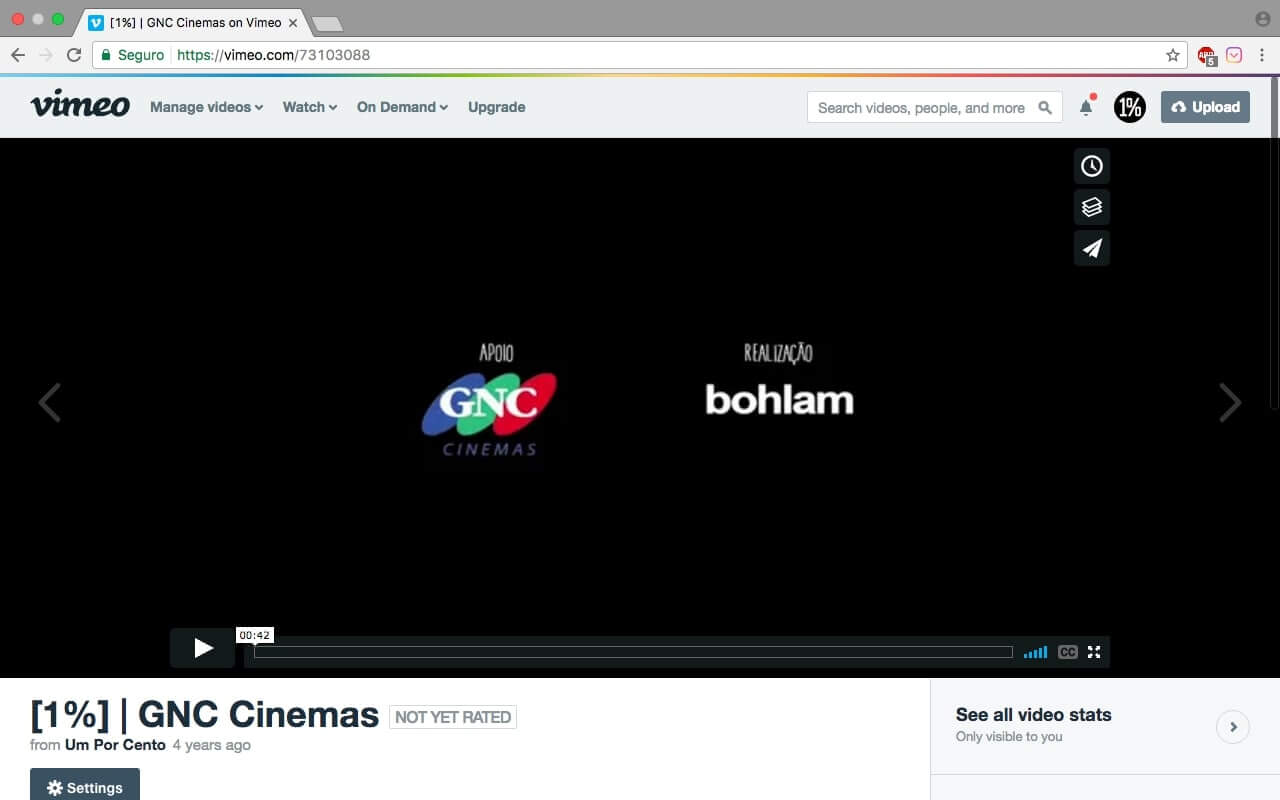 [1%] | GNC Cinemas on Vimeo
Seguro https://vimeo.com/73103088
ABP 5
vimeo Manage videos Watch On Demand Upgrade Search videos, people, and more 1% Upload
APOIO
GNC
CINEMAS
REALIZAÇÃO
bohlam
00:42
CC
[1%] | GNC Cinemas NOT YET RATED
from Um Por Cento 4 years ago
Settings
See all video stats
Only visible to you